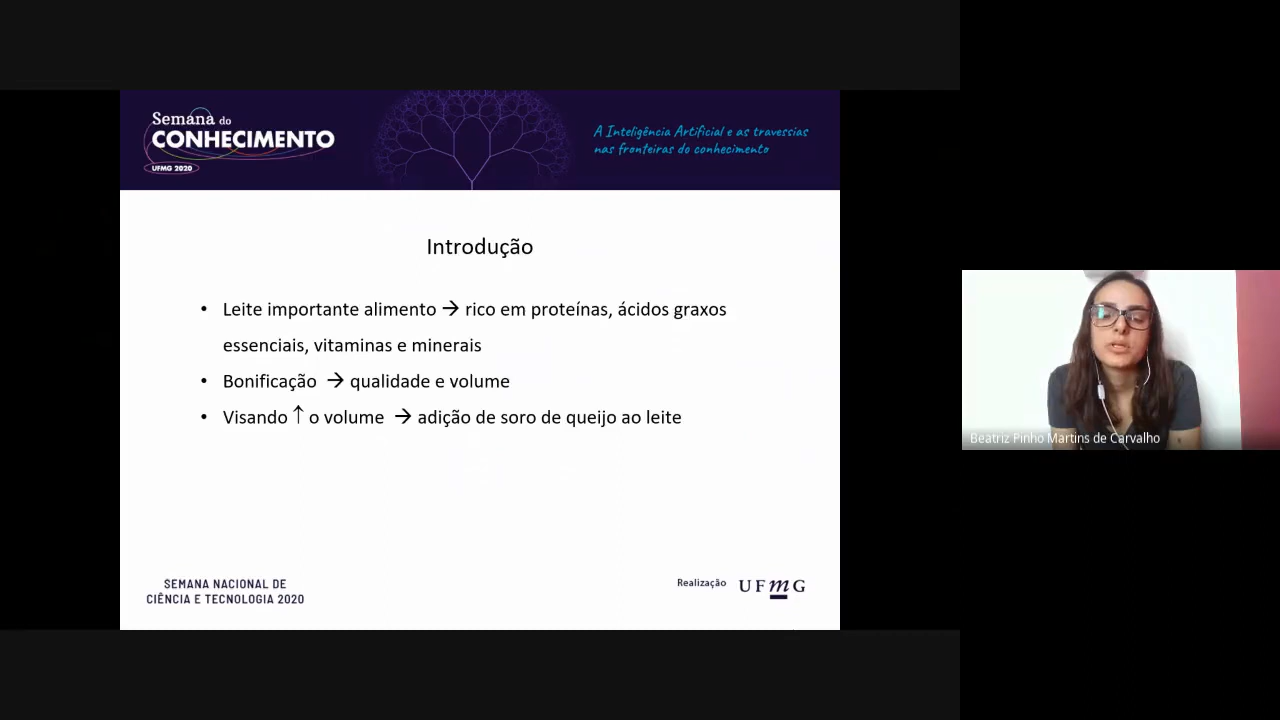 Semana do
CONHECIMENTO
UFMG 2020
A Inteligência Artificial e as travessias
nas fronteiras do conhecimento
Introdução
• Leite importante alimento → rico em proteínas, ácidos graxos
essenciais, vitaminas e minerais
• Bonificação → qualidade e volume
• Visando ↑ o volume → adição de soro de queijo ao leite
SEMANA NACIONAL DE
CIÊNCIA E TECNOLOGIA 2020
Realização UFMG
Beatriz Pinho Martins de Carvalho